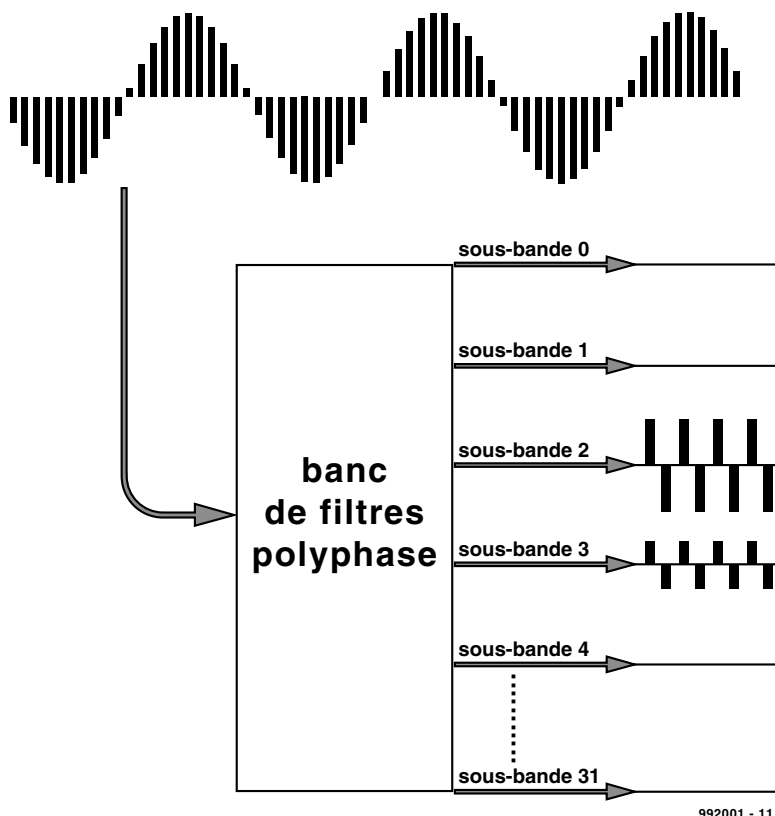 sous-bande 0
sous-bande 1
sous-bande 2
banc
de filtres
polyphase
sous-bande 3
sous-bande 4
sous-bande 31
992001 - 11